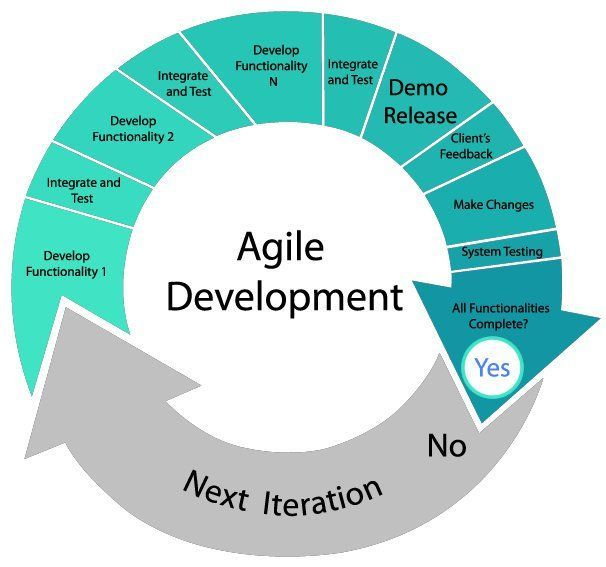 Develop
Functionality 1
Integrate and
Test
Develop
Functionality 2
Integrate
and Test
Develop
Functionality
N
Integrate
and Test
Demo
Release
Client's
Feedback
Make Changes
System Testing
All Functionalities
Complete?
Yes
No
Next Iteration
Agile
Development